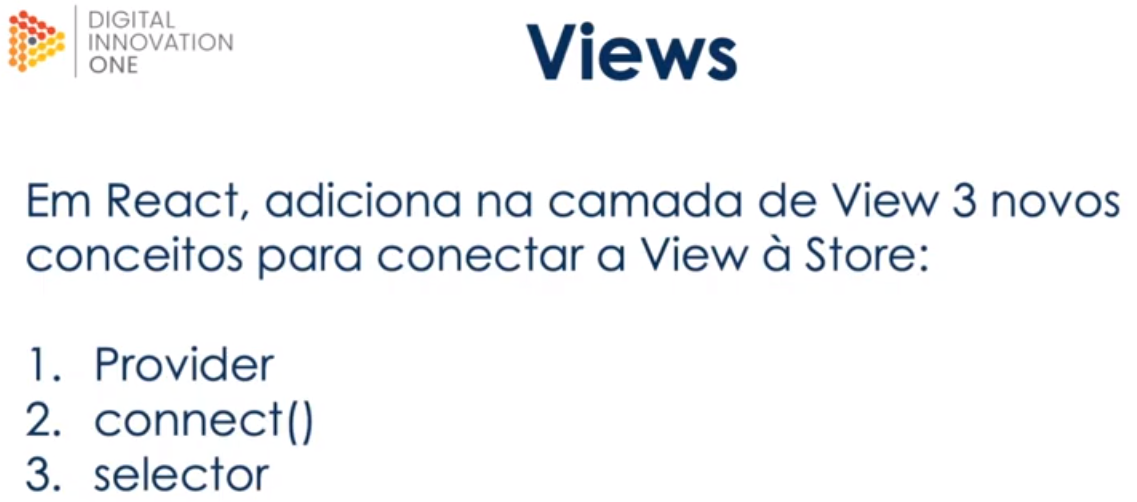 DIGITAL
INNOVATION
ONE
Views
Em React, adiciona na camada de View 3 novos
conceitos para conectar a View à Store:
1. Provider
2. connect()
3. selector